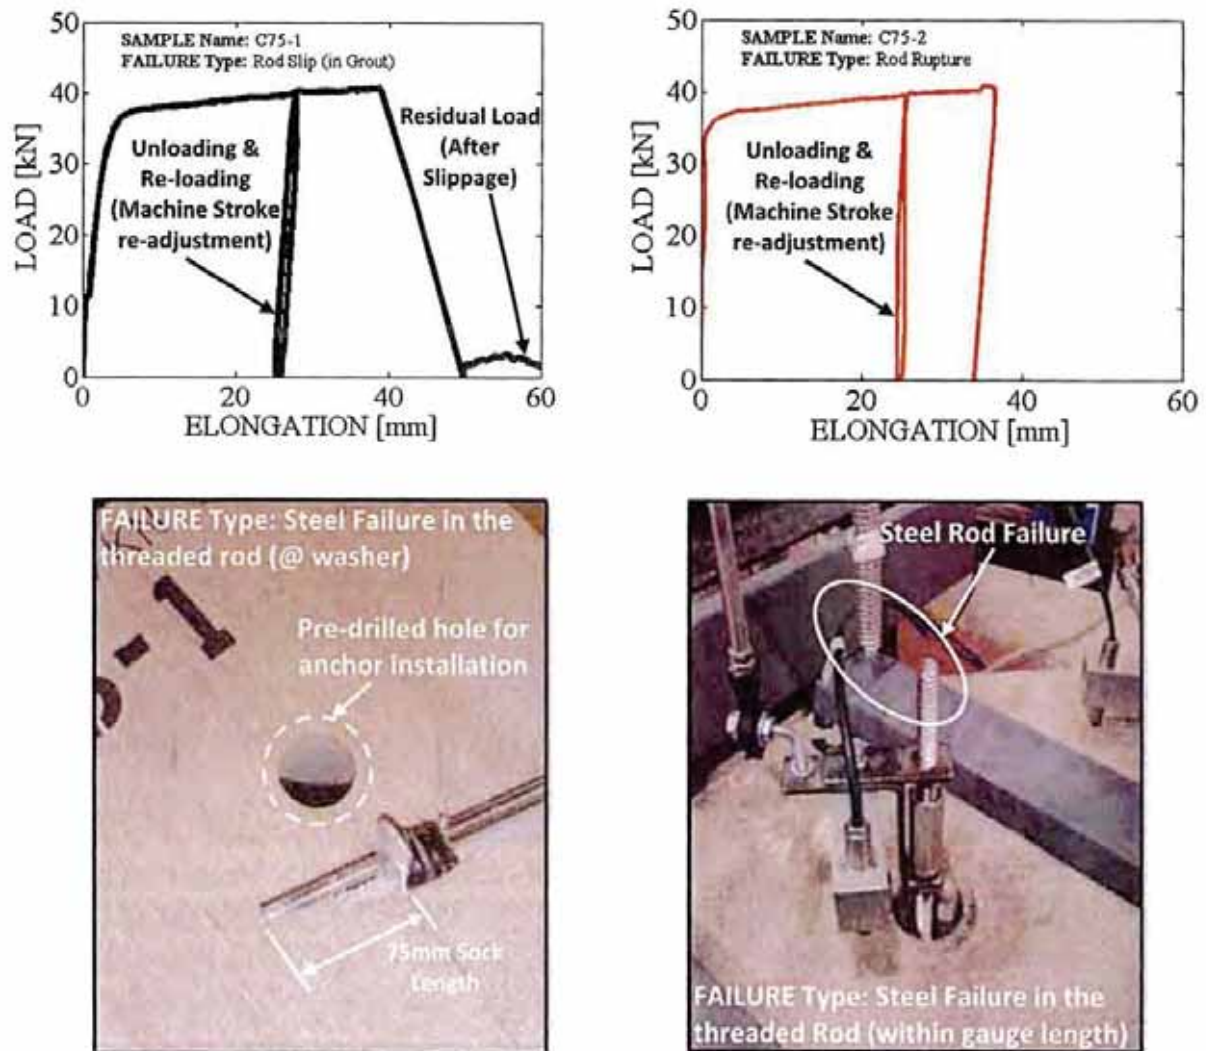 SAMPLE Name: C75-1
FAILURE Type: Rod Slip (in Grout)
50
40
30
20
10
0
LOAD [kN]
Unloading &
Re-loading
(Machine Stroke
re-adjustment)
Residual Load
(After
Slippage)
0
20
40
60
ELONGATION [mm]
SAMPLE Name: C75-2
FAILURE Type: Rod Rupture
50
40
30
20
10
0
LOAD [kN]
Unloading &
Re-loading
(Machine Stroke
re-adjustment)
0
20
40
60
ELONGATION [mm]
FAILURE Type: Steel Failure in the
threaded rod (@ washer)
Pre-drilled hole for
anchor installation
75mm Sock
Length
Steel Rod Failure
FAILURE Type: Steel Failure in the
threaded Rod (within gauge length)